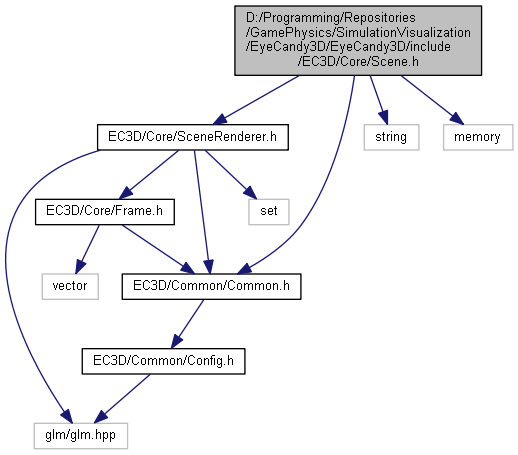 D:/Programming/Repositories
/GamePhysics/SimulationVisualization
/EyeCandy3D/EyeCandy3D/include
/EC3D/Core/Scene.h
EC3D/Core/SceneRenderer.h
string
memory
EC3D/Core/Frame.h
set
vector
EC3D/Common/Common.h
EC3D/Common/Config.h
glm/glm.hpp